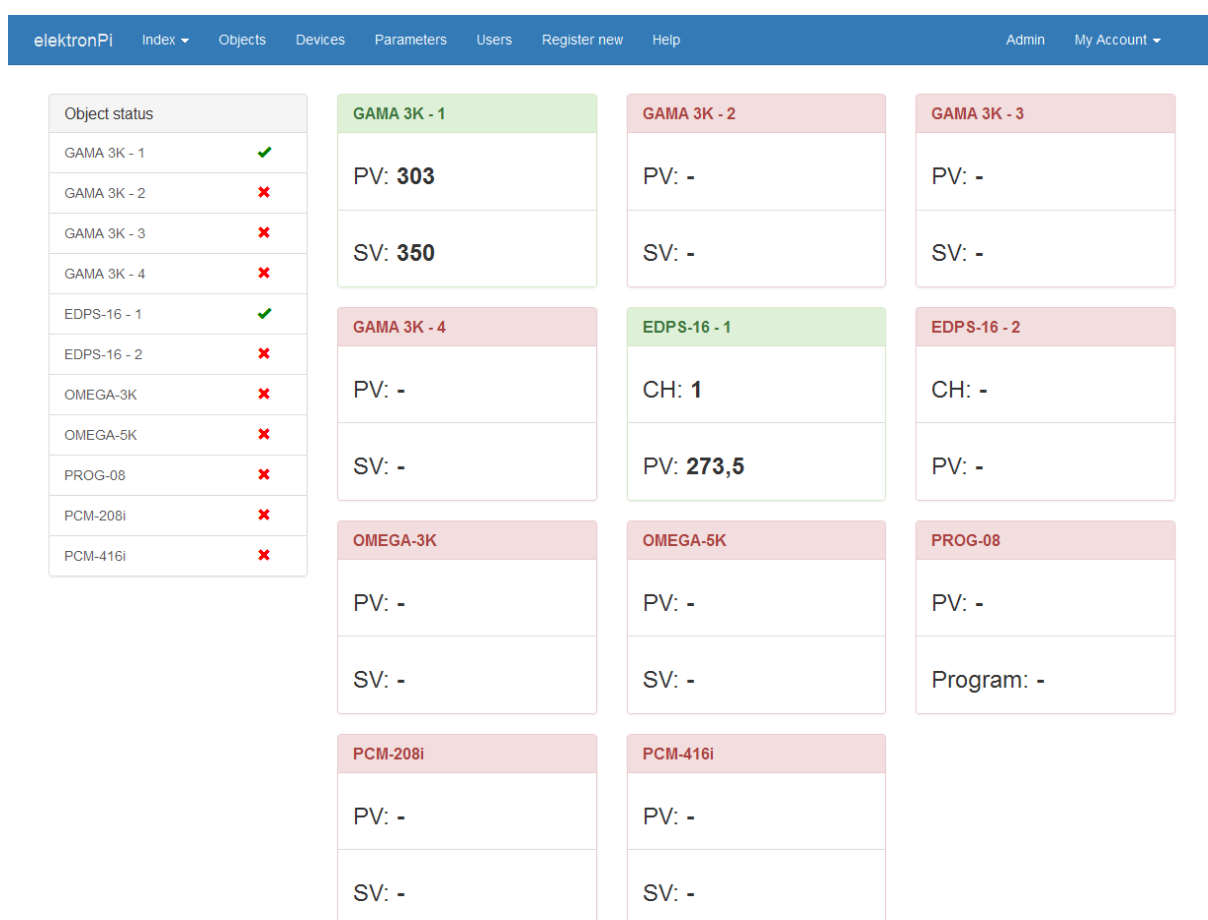 elektronPi Index Objects Devices Parameters Users Register new Help Admin My Account
Object status
GAMA 3K - 1
GAMA 3K - 2
GAMA 3K - 3
GAMA 3K - 4
EDPS-16 - 1
EDPS-16 - 2
OMEGA-3K
OMEGA-5K
PROG-08
PCM-208i
PCM-416i
GAMA 3K - 1
PV: 303
SV: 350
GAMA 3K - 2
PV: -
SV: -
GAMA 3K - 3
PV: -
SV: -
GAMA 3K - 4
PV: -
SV: -
EDPS-16 - 1
CH: 1
PV: 273,5
EDPS-16 - 2
CH: -
PV: -
OMEGA-3K
PV: -
SV: -
OMEGA-5K
PV: -
SV: -
PROG-08
PV: -
Program: -
PCM-208i
PV: -
SV: -
PCM-416i
PV: -
SV: -